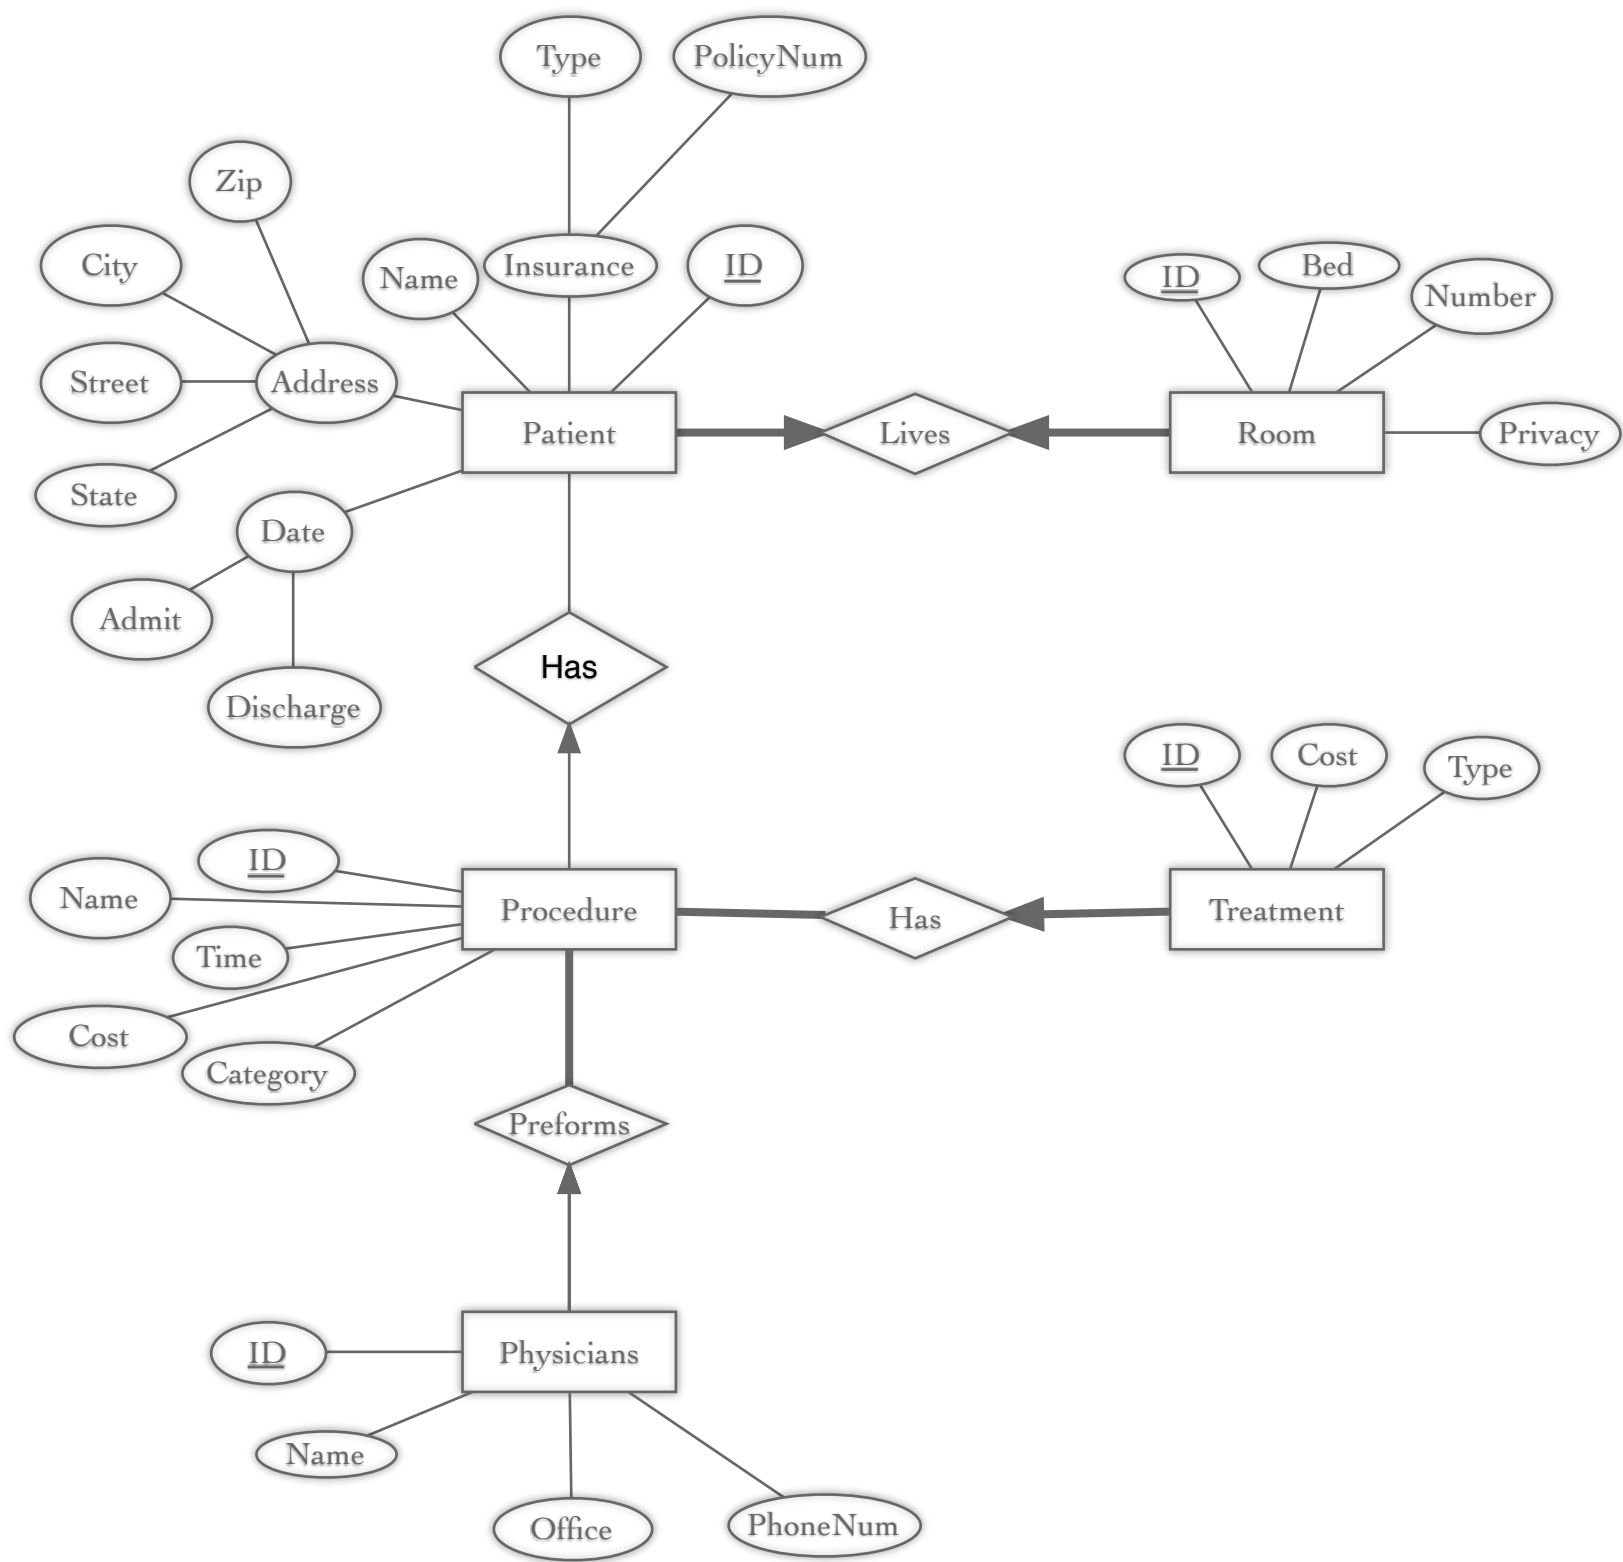 Type
PolicyNum
Zip
City
Name
Insurance
ID
ID
Bed
Number
Street
Address
Patient
Lives
Room
Privacy
State
Date
Admit
Has
Discharge
ID
Cost
Type
ID
Name
Procedure
Has
Treatment
Time
Cost
Category
Preforms
ID
Physicians
Name
Office
PhoneNum